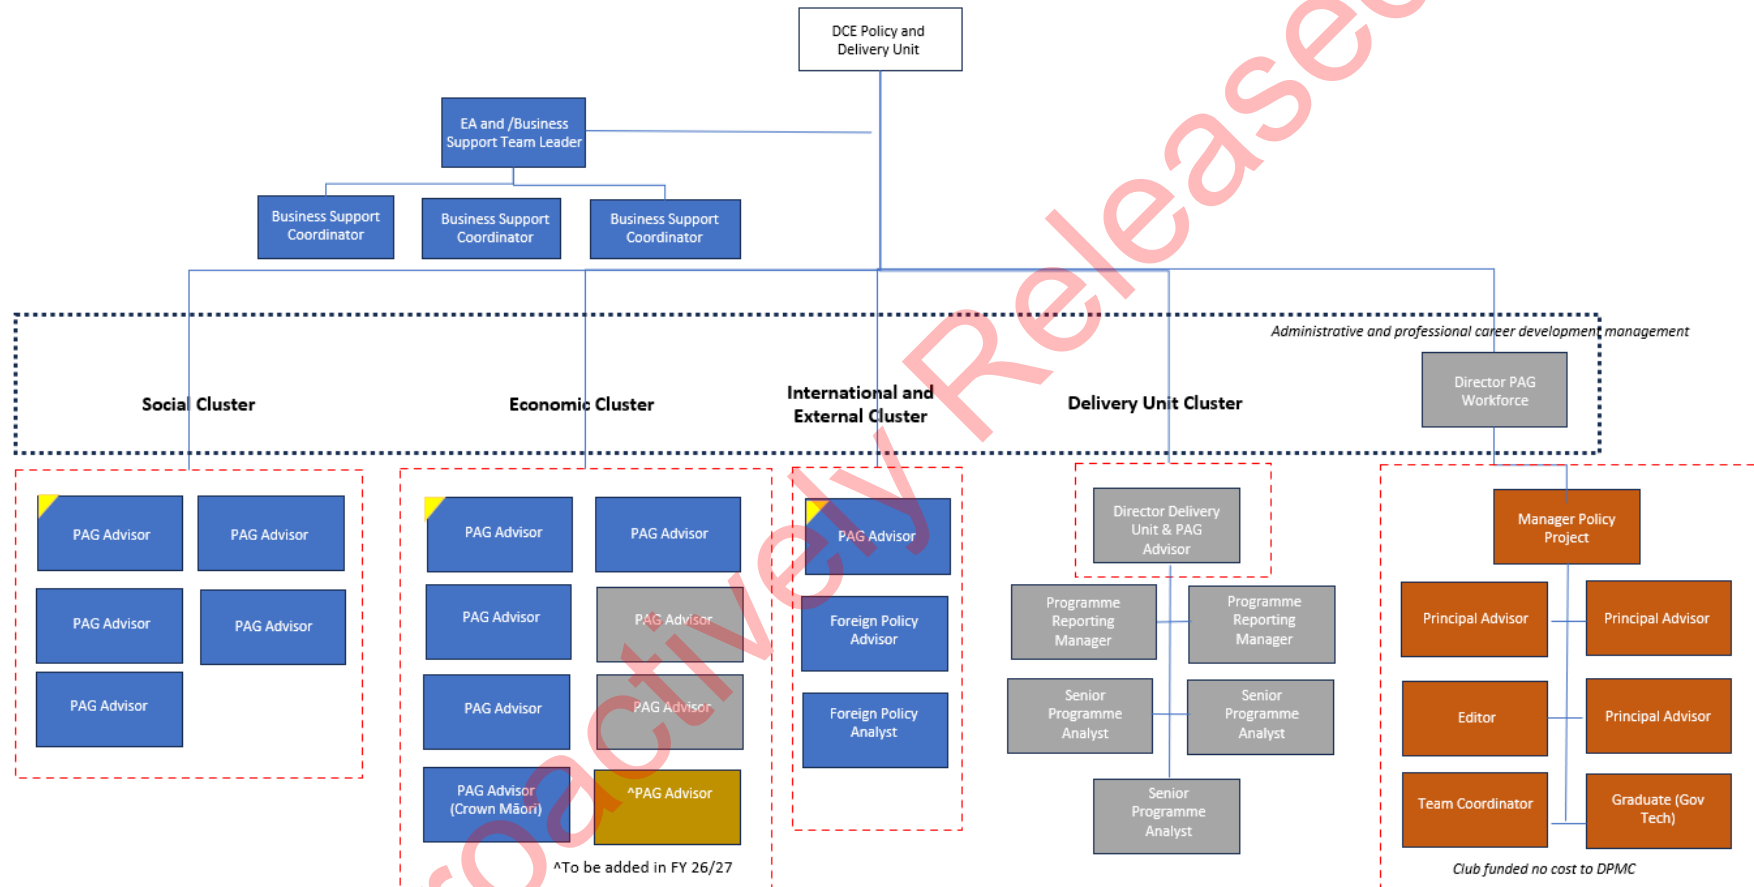 DCE Policy and
Delivery Unit
EA and /Business
Support Team Leader
Business Support
Coordinator
Business Support
Coordinator
Business Support
Coordinator
Administrative and professional career development management
Social Cluster
Economic Cluster
International and
External Cluster
Delivery Unit Cluster
Director PAG
Workforce
PAG Advisor
PAG Advisor
PAG Advisor
PAG Advisor
PAG Advisor
PAG Advisor
PAG Advisor
PAG Advisor
PAG Advisor
PAG Advisor
PAG Advisor
PAG Advisor
(Crown Māori)
^PAG Advisor
^To be added in FY 26/27
PAG Advisor
Foreign Policy
Advisor
Foreign Policy
Analyst
Director Delivery
Unit & PAG
Advisor
Programme
Reporting
Manager
Programme
Reporting
Manager
Senior
Programme
Analyst
Senior
Programme
Analyst
Senior
Programme
Analyst
Manager Policy
Project
Principal Advisor
Principal Advisor
Editor
Principal Advisor
Team Coordinator
Graduate (Gov
Tech)
Club funded no cost to DPMC
roactively Released